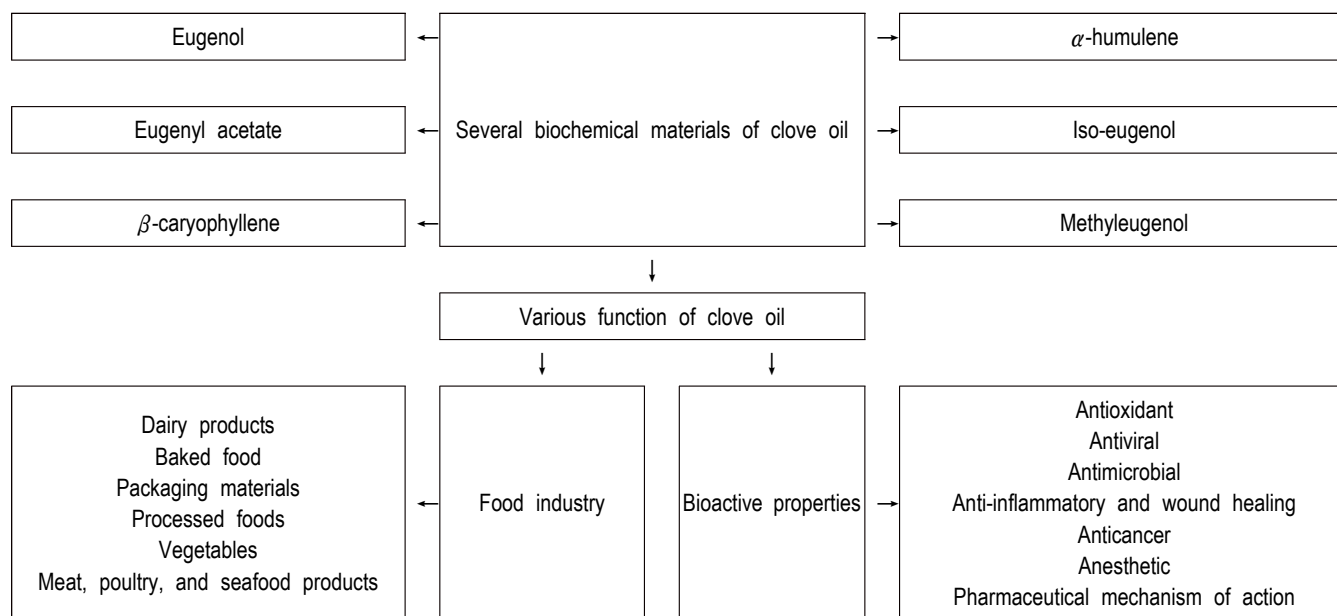 Eugenol
Eugenyl acetate
β-caryophyllene
Several biochemical materials of clove oil
α-humulene
Iso-eugenol
Methyleugenol
Various function of clove oil
Dairy products
Baked food
Packaging materials
Processed foods
Vegetables
Meat, poultry, and seafood products
Food industry
Bioactive properties
Antioxidant
Antiviral
Antimicrobial
Anti-inflammatory and wound healing
Anticancer
Anesthetic
Pharmaceutical mechanism of action